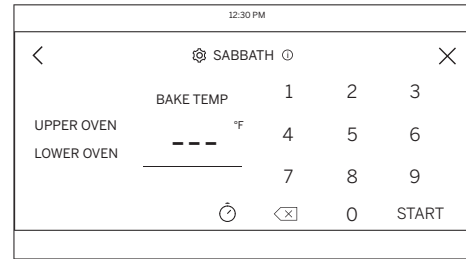 12:30 PM
SABBATH
BAKE TEMP
UPPER OVEN
LOWER OVEN
--- °F
1 2 3
4 5 6
7 8 9
0 START